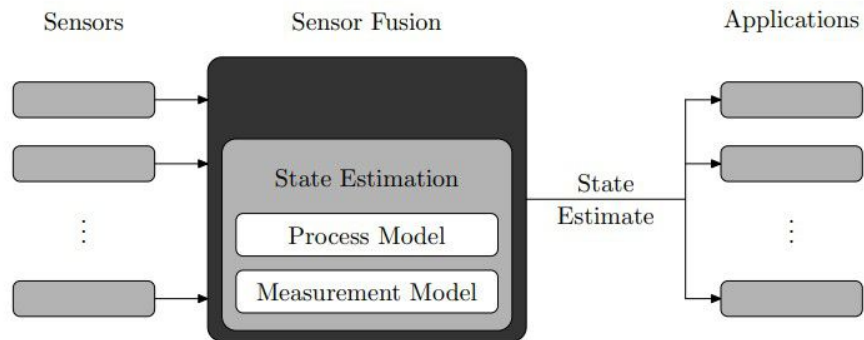 Sensors
Sensor Fusion
Applications
State Estimation
Process Model
Measurement Model
State
Estimate